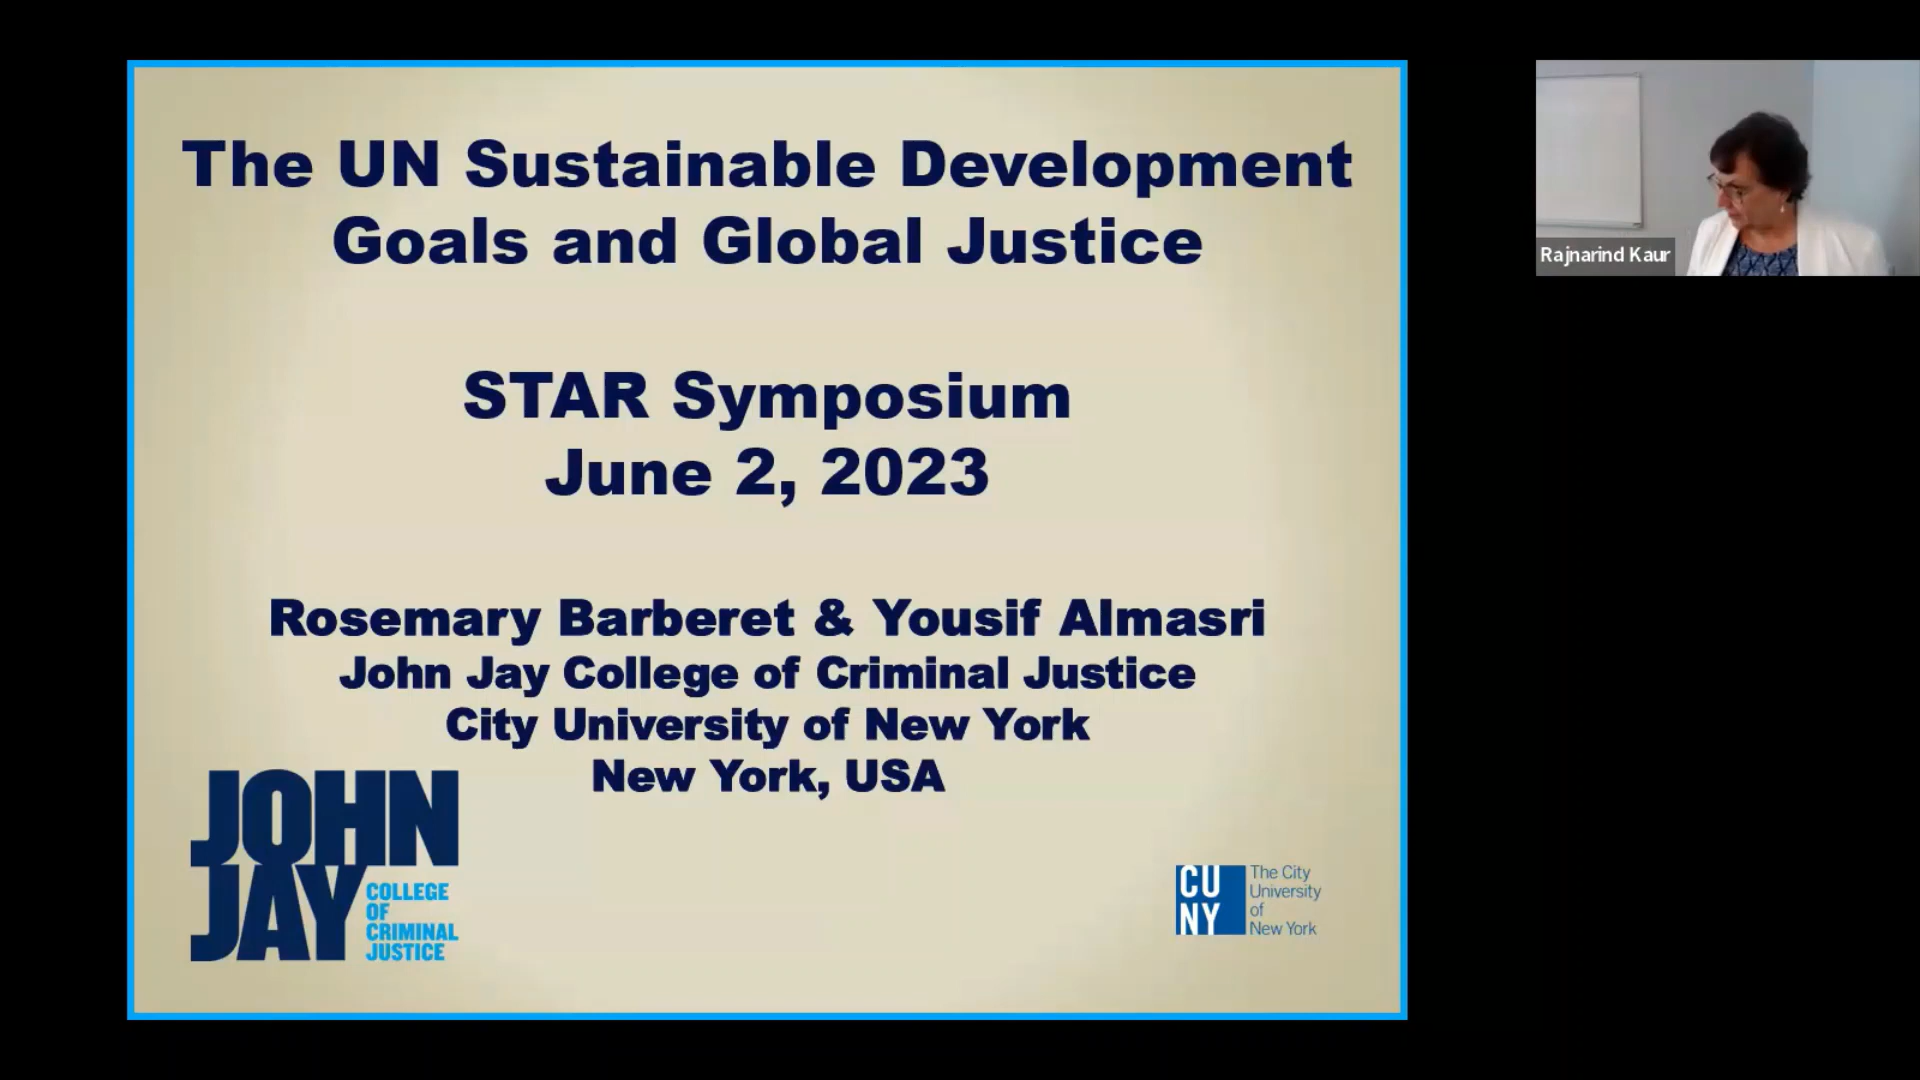 The UN Sustainable Development
Goals and Global Justice
STAR Symposium
June 2, 2023
Rosemary Barberet & Yousif Almasri
John Jay College of Criminal Justice
City University of New York
New York, USA
JOHN
JAY
COLLEGE
OF
CRIMINAL
JUSTICE
CU
NY
The City
University
of
New York
Rajnarind Kaur